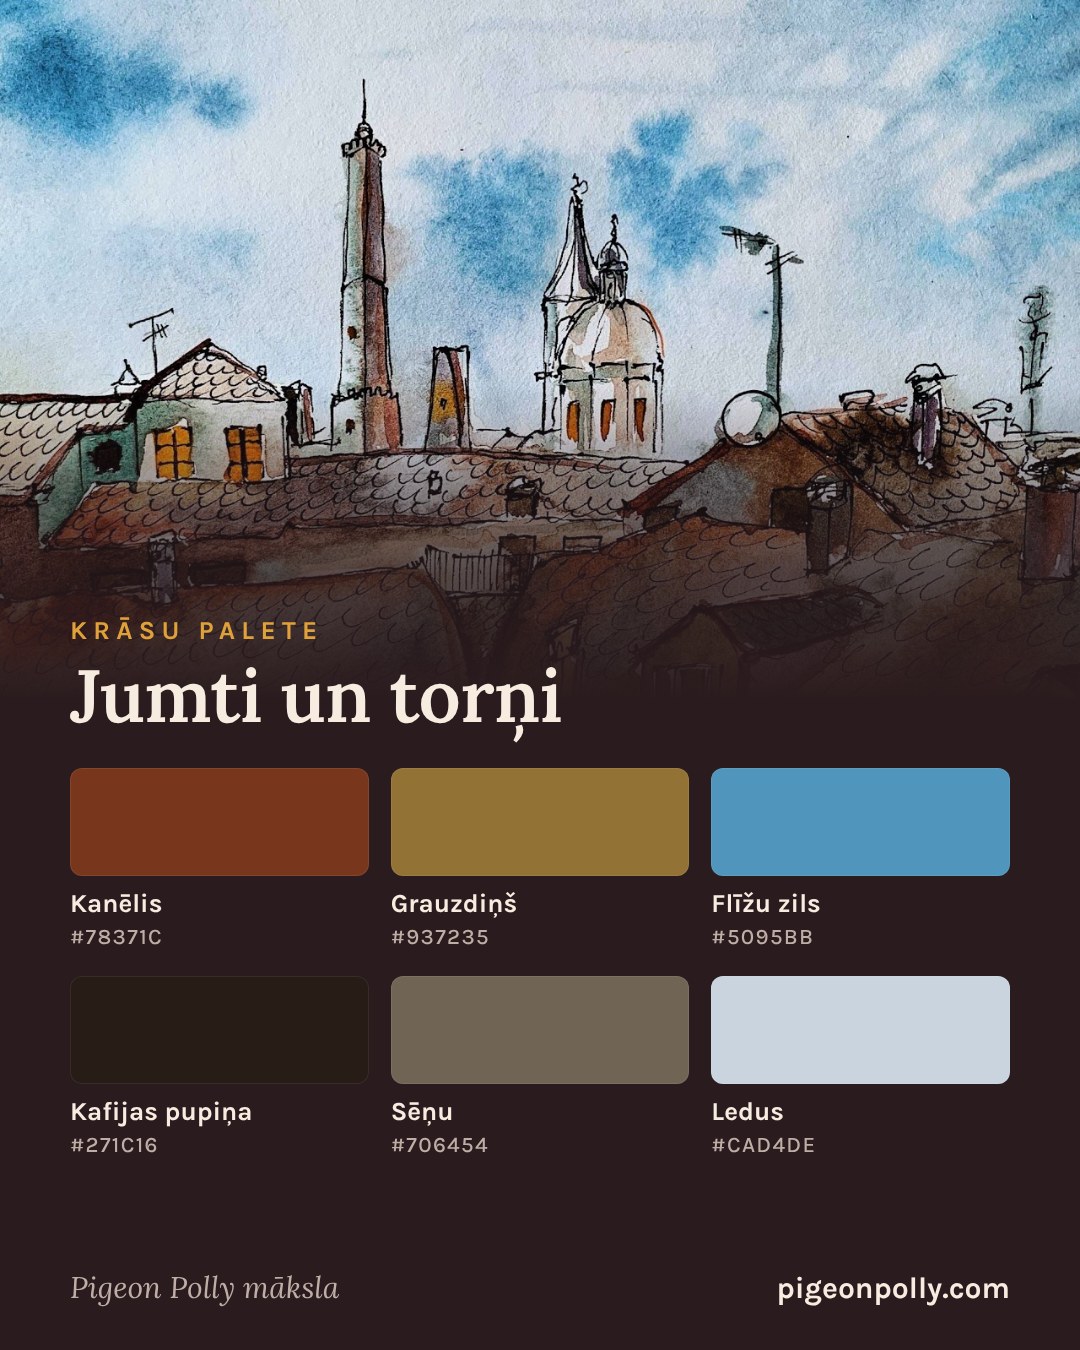 KRĀSU PALETE
Jumti un torņi
Kanēlis
#78371C
Grauzdiņš
#937235
Flīžu zils
#5095BB
Kafijas pupiņa
#271C16
Sēņu
#706454
Ledus
#CAD4DE
Pigeon Polly māksla
pigeonpolly.com